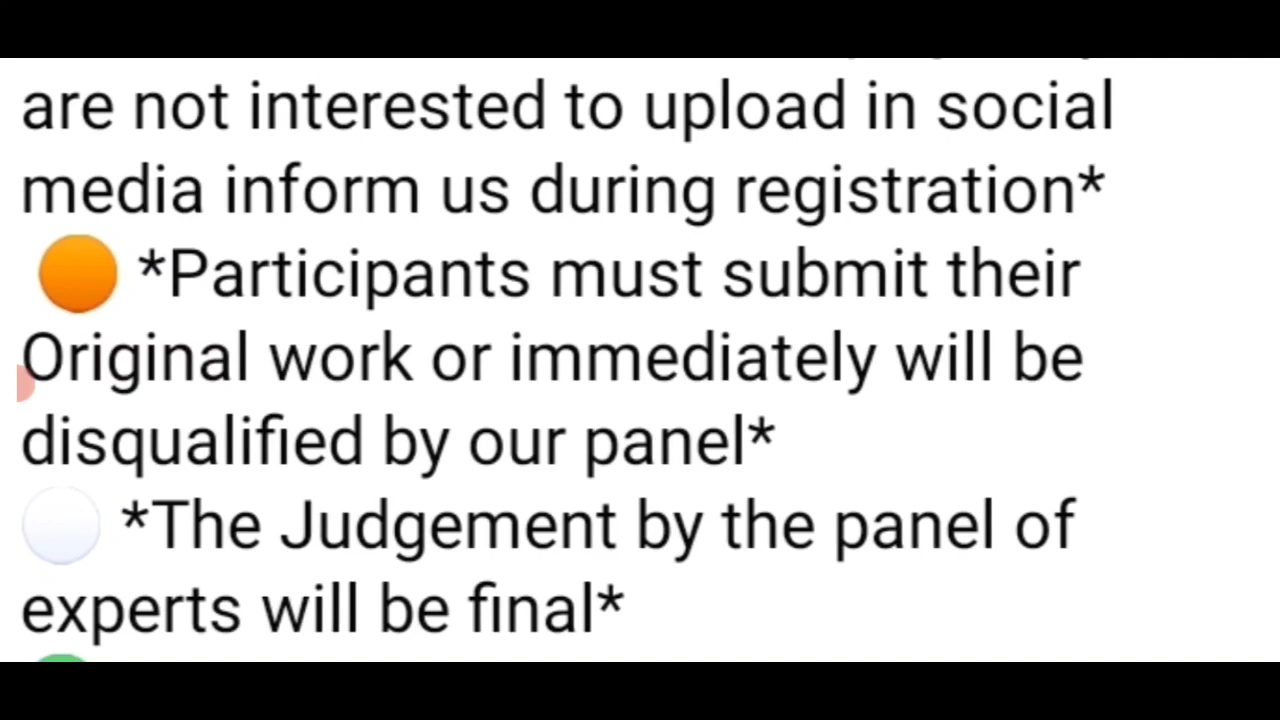 are not interested to upload in social
media inform us during registration*
🟠 *Participants must submit their
Original work or immediately will be
disqualified by our panel*
⚪ *The Judgement by the panel of
experts will be final*